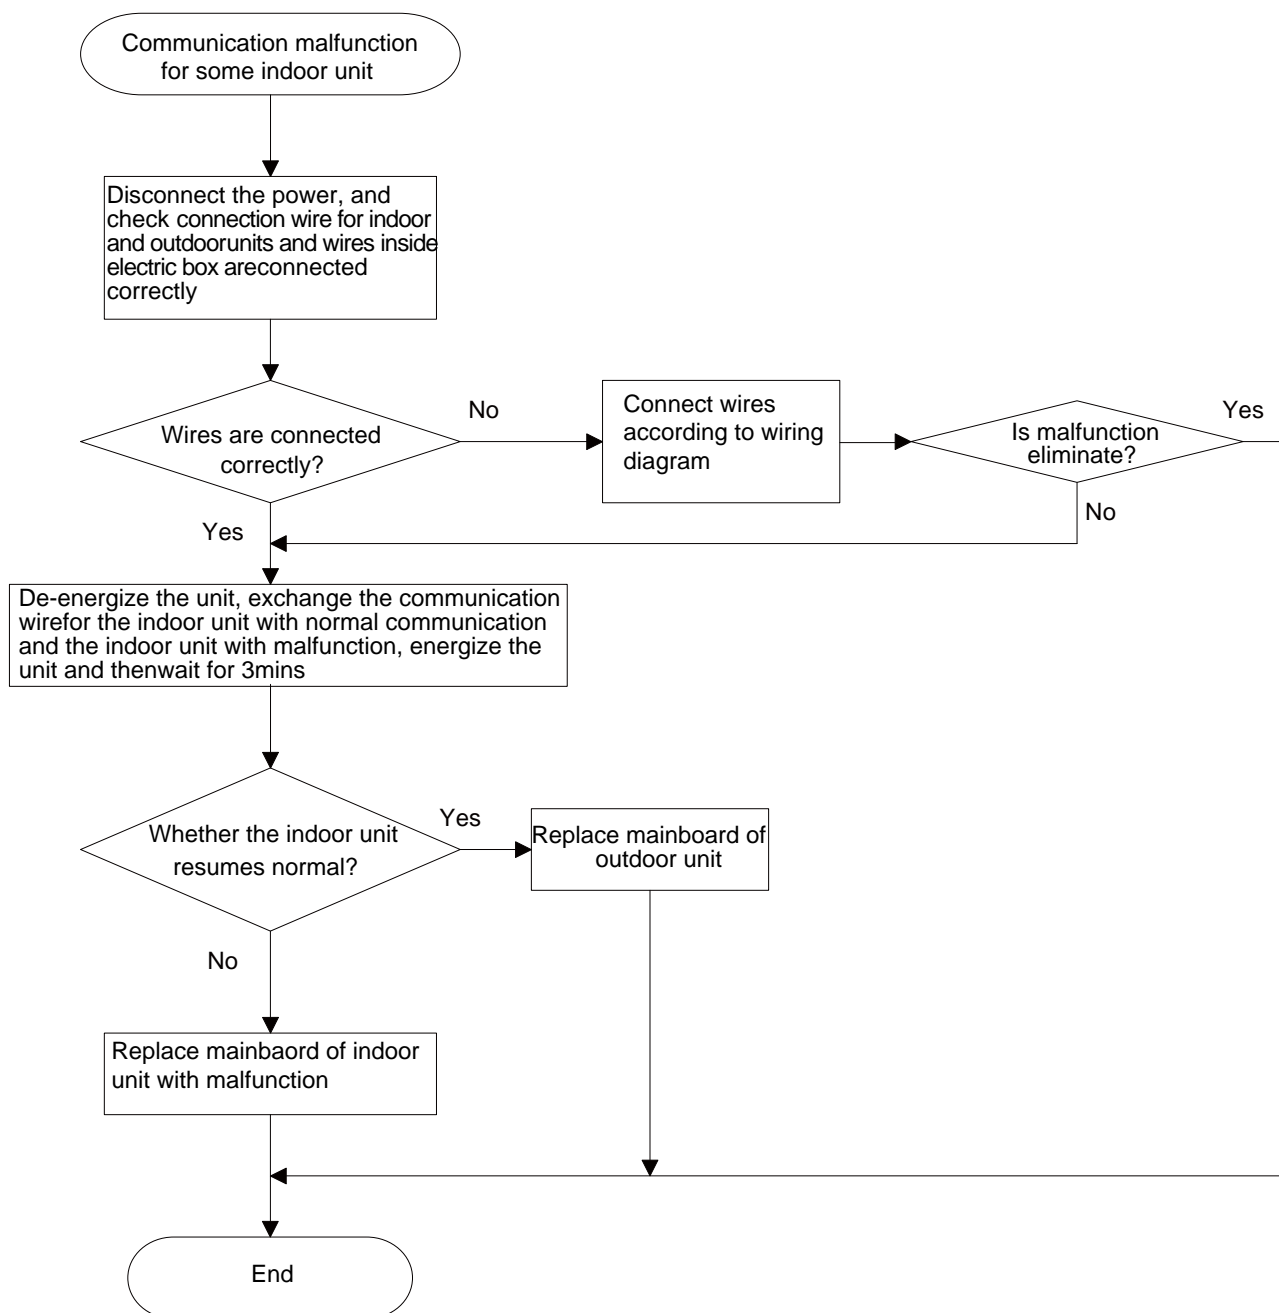 Communication malfunction
for some indoor unit
Disconnect the power, and
check connection wire for indoor
and outdoorunits and wires inside
electric box areconnected
correctly
Wires are connected
correctly?
No
Connect wires
according to wiring
diagram
Is malfunction
eliminate?
Yes
No
Yes
De-energize the unit, exchange the communication
wirefor the indoor unit with normal communication
and the indoor unit with malfunction, energize the
unit and thenwait for 3mins
Whether the indoor unit
resumes normal?
Yes
Replace mainboard of
outdoor unit
No
Replace mainbaord of indoor
unit with malfunction
End